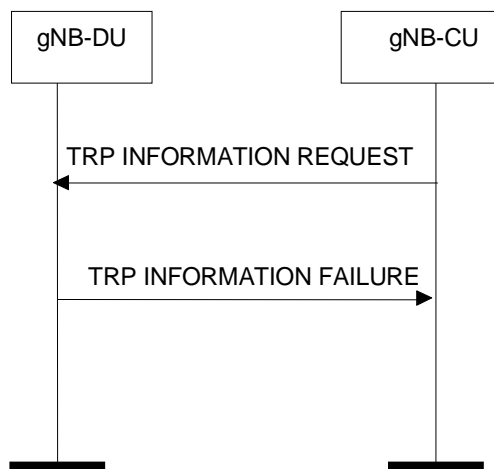 gNB-DU
gNB-CU
TRP INFORMATION REQUEST
TRP INFORMATION FAILURE